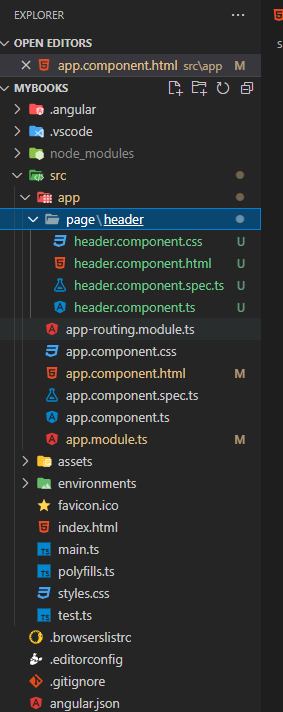 EXPLORER ...
OPEN EDITORS
app.component.html src\app M
MYBOOKS
.angular
.vscode
node_modules
src
app
page\header
header.component.css U
header.component.html U
header.component.spec.ts U
header.component.ts U
app-routing.module.ts
app.component.css
app.component.html M
app.component.spec.ts
app.component.ts
app.module.ts M
assets
environments
favicon.ico
index.html
main.ts
polyfills.ts
styles.css
test.ts
.browserslistrc
.editorconfig
.gitignore
angular.json